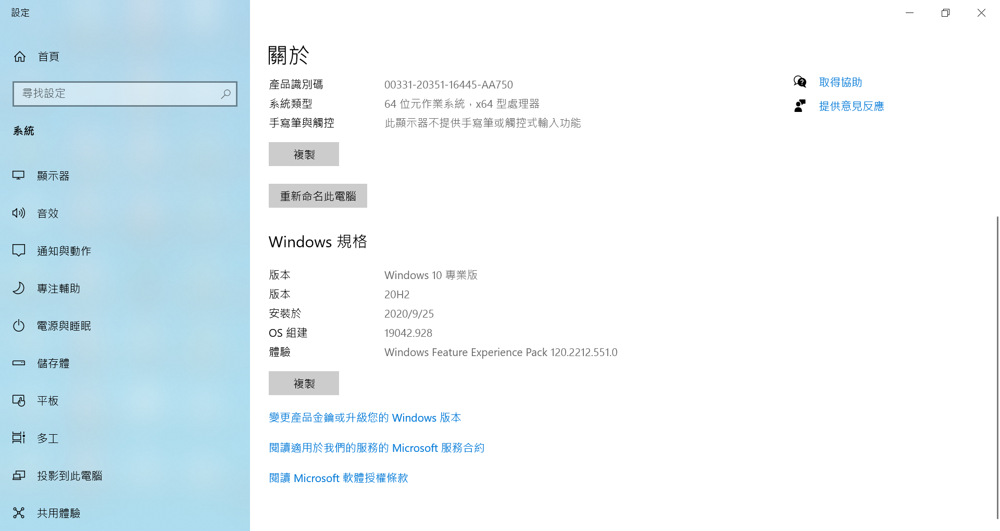 設定
首頁
尋找設定
系統
顯示器
音效
通知與動作
專注輔助
電源與睡眠
儲存體
平板
多工
投影到此電腦
共用體驗
關於
產品識別碼 00331-20351-16445-AA750
系統類型 64 位元作業系統，x64 型處理器
手寫筆與觸控 此顯示器不提供手寫筆或觸控式輸入功能
複製
重新命名此電腦
Windows 規格
版本 Windows 10 專業版
版本 20H2
安裝於 2020/9/25
OS 組建 19042.928
體驗 Windows Feature Experience Pack 120.2212.551.0
複製
變更產品金鑰或升級您的 Windows 版本
閱讀適用於我們的服務的 Microsoft 服務合約
閱讀 Microsoft 軟體授權條款
取得協助
提供意見反應